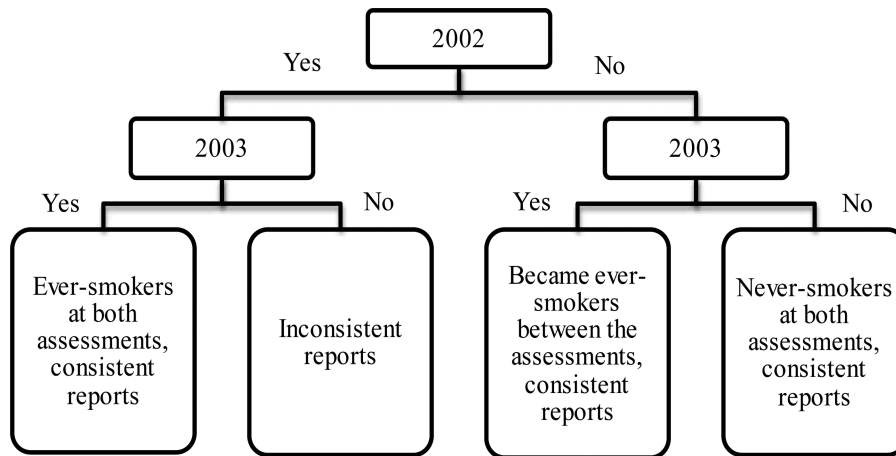 2002
Yes
No
2003
2003
Yes
No
Yes
No
Ever-smokers
at both
assessments,
consistent
reports
Inconsistent
reports
Became ever-
smokers
between the
assessments,
consistent
reports
Never-smokers
at both
assessments,
consistent
reports